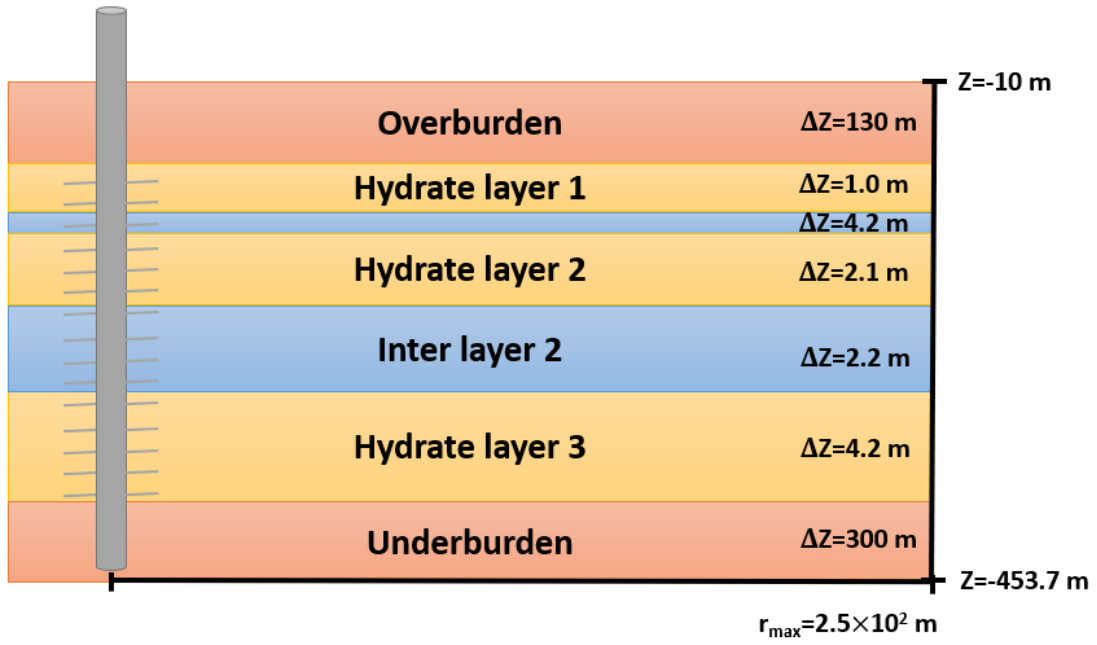 Z=-10 m
Overburden ΔZ=130 m
Hydrate layer 1 ΔZ=1.0 m
ΔZ=4.2 m
Hydrate layer 2 ΔZ=2.1 m
Inter layer 2 ΔZ=2.2 m
Hydrate layer 3 ΔZ=4.2 m
Underburden ΔZ=300 m
Z=-453.7 m
rmax=2.5×10² m